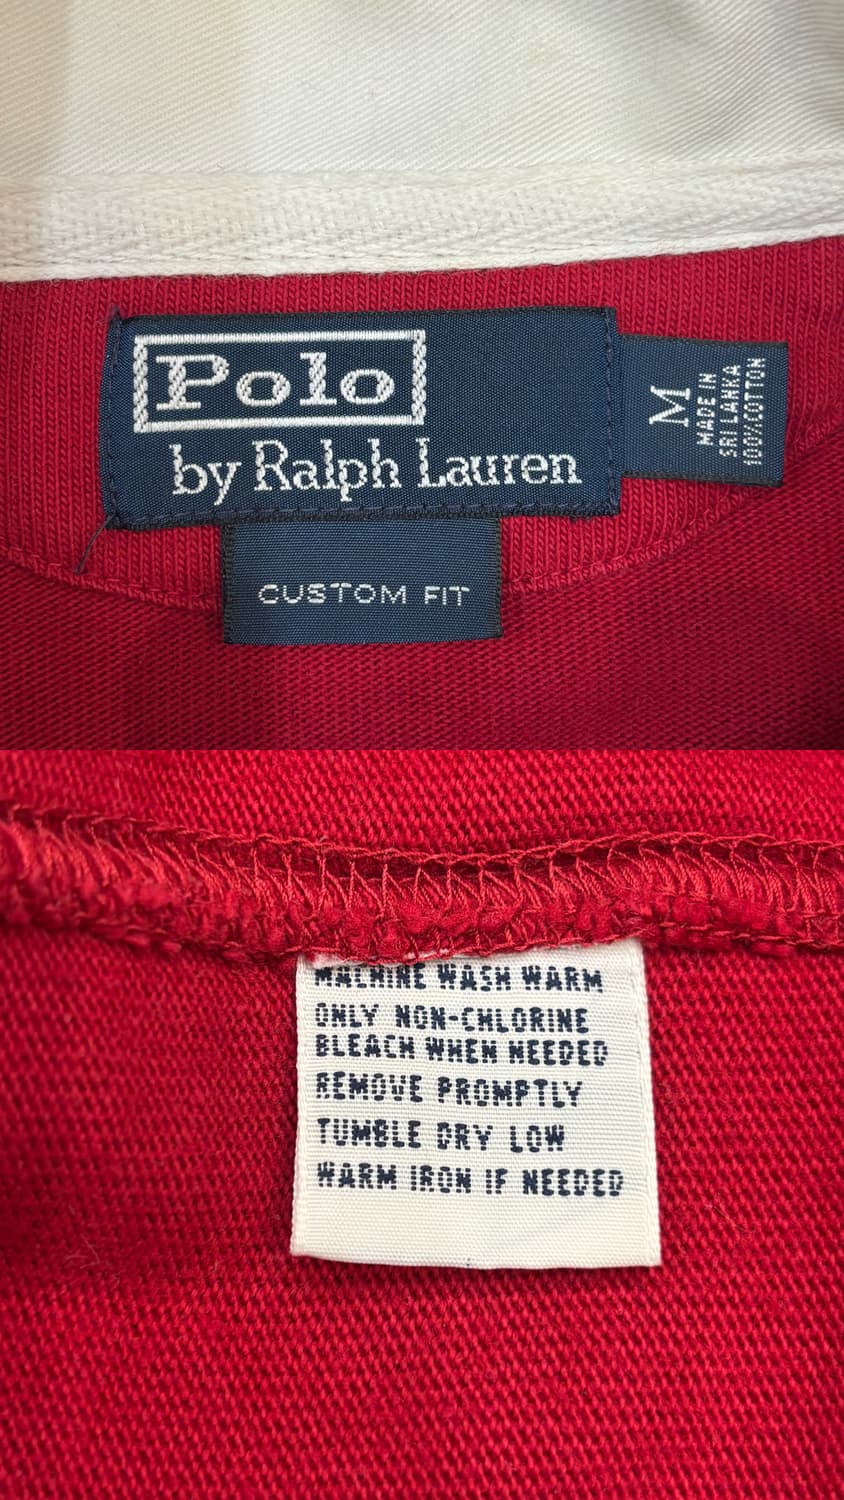 Polo
by Ralph Lauren
M
MADE IN
SRI LANKA
100% COTTON
CUSTOM FIT
MACHINE WASH WARM
ONLY NON-CHLORINE
BLEACH WHEN NEEDED
REMOVE PROMPTLY
TUMBLE DRY LOW
WARM IRON IF NEEDED